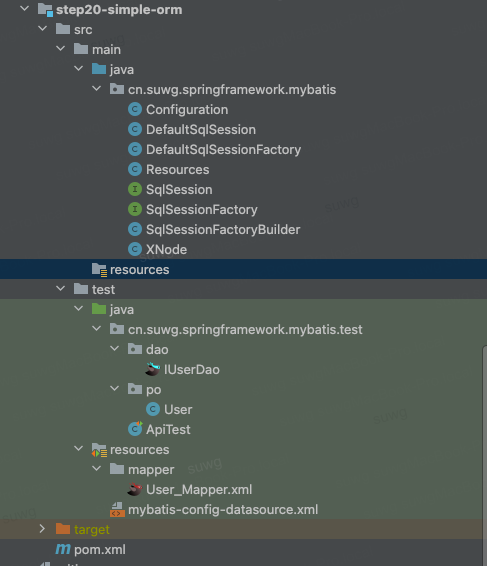 step20-simple-orm
src
main
java
cn.suwg.springframework.mybatis
Configuration
DefaultSqlSession
DefaultSqlSessionFactory
Resources
SqlSession
SqlSessionFactory
SqlSessionFactoryBuilder
XNode
resources
test
java
cn.suwg.springframework.mybatis.test
dao
IUserDao
po
User
ApiTest
resources
mapper
User_Mapper.xml
mybatis-config-datasource.xml
target
pom.xml